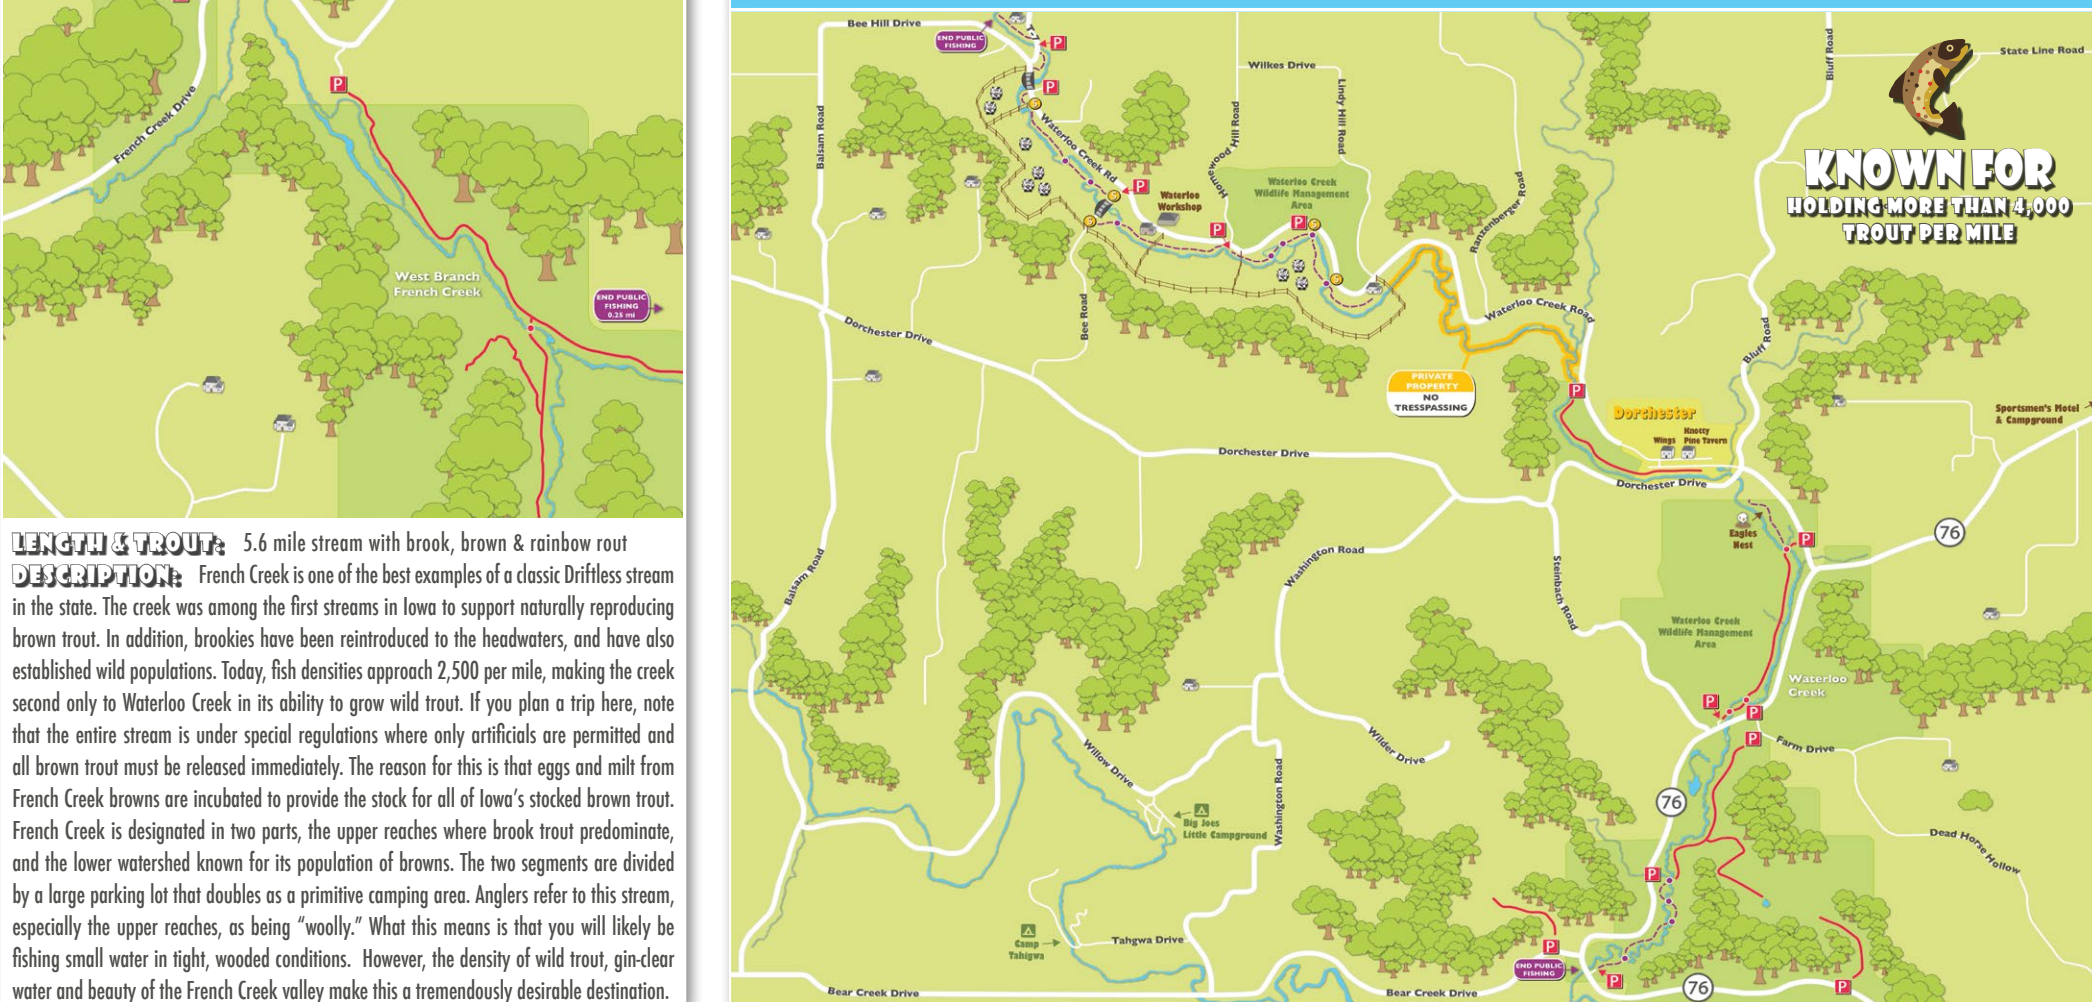 French Creek Drive
P
West Branch
French Creek
END PUBLIC
FISHING
0.25 mi
LENGTH & TROUT: 5.6 mile stream with brook, brown & rainbow rout
DESCRIPTION: French Creek is one of the best examples of a classic Driftless stream
in the state. The creek was among the first streams in Iowa to support naturally reproducing
brown trout. In addition, brookies have been reintroduced to the headwaters, and have also
established wild populations. Today, fish densities approach 2,500 per mile, making the creek
second only to Waterloo Creek in its ability to grow wild trout. If you plan a trip here, note
that the entire stream is under special regulations where only artificials are permitted and
all brown trout must be released immediately. The reason for this is that eggs and milt from
French Creek browns are incubated to provide the stock for all of Iowa's stocked brown trout.
French Creek is designated in two parts, the upper reaches where brook trout predominate,
and the lower watershed known for its population of browns. The two segments are divided
by a large parking lot that doubles as a primitive camping area. Anglers refer to this stream,
especially the upper reaches, as being “woolly.” What this means is that you will likely be
fishing small water in tight, wooded conditions. However, the density of wild trout, gin-clear
water and beauty of the French Creek valley make this a tremendously desirable destination.
Bee Hill Drive
END PUBLIC
FISHING
P
P
Wilkes Drive
Bluff Road
State Line Road
KNOWN FOR
HOLDING MORE THAN 4,000
TROUT PER MILE
Balsam Road
Waterloo Creek Rd
Homewood Hill Road
Lindy Hill Road
P
Waterloo
Workshop
Waterloo Creek
Wildlife Management
Area
P
P
Ranzenberger Road
Bee Road
Dorchester Drive
Waterloo Creek Road
Bluff Road
PRIVATE
PROPERTY
NO
TRESSPASSING
P
Dorchester
Wings
Knotty
Pine Tavern
Sportsmen's Motel
& Campground
Dorchester Drive
Dorchester Drive
Eagles
Nest
P
76
Balsam Road
Washington Road
Steinbach Road
Waterloo Creek
Wildlife Management
Area
Waterloo
Creek
P
P
P
Farm Drive
Willow Drive
Wilder Drive
Washington Road
76
Big Joes
Little Campground
Dead Horse Hollow
P
Camp
Tahigwa
Tahgwa Drive
P
END PUBLIC
FISHING
P
76
P
Bear Creek Drive
Bear Creek Drive